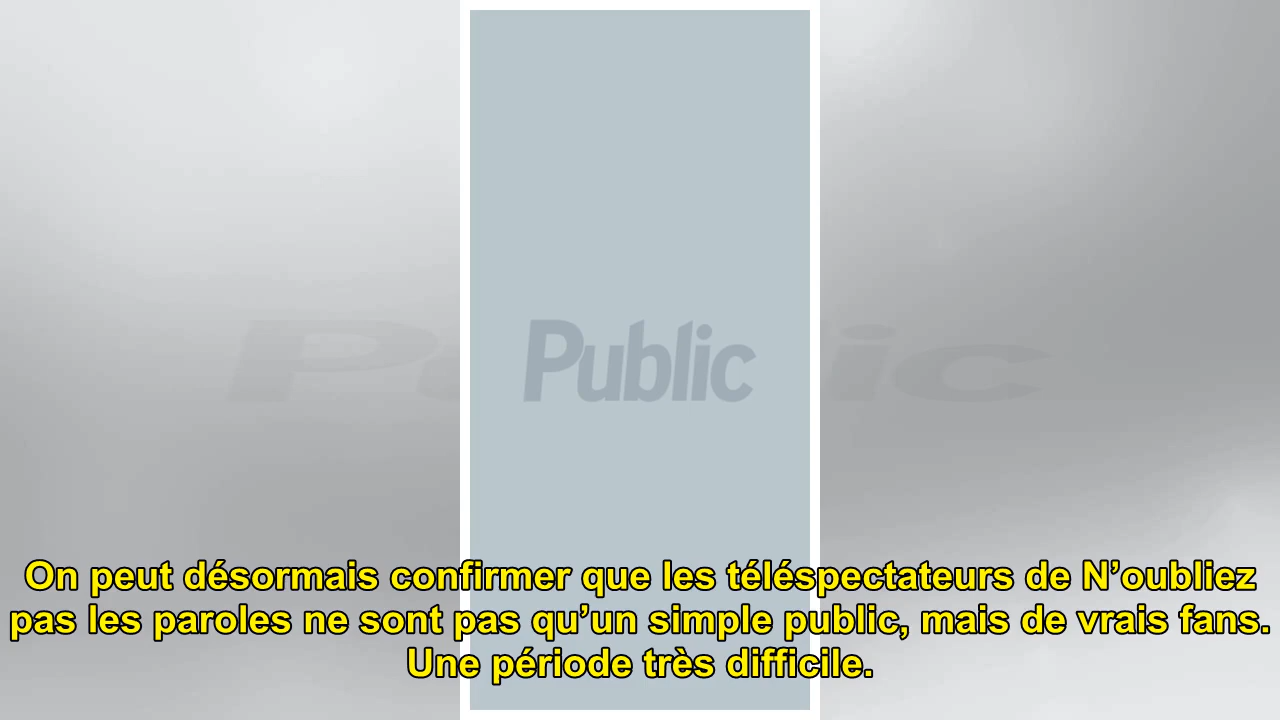 Public
On peut désormais confirmer que les téléspectateurs de N’oubliez
pas les paroles ne sont pas qu’un simple public, mais de vrais fans.
Une période très difficile.